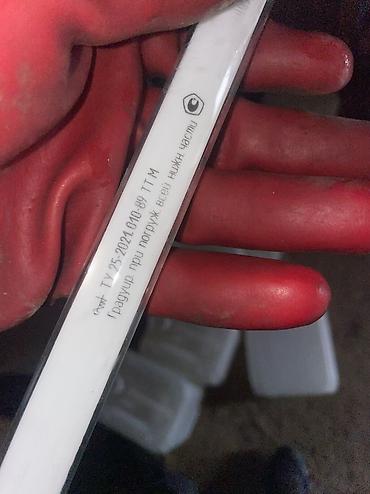 ТУ 25-2021.010-89 ТТ М
Градуир. при погруж. всей нижн. части